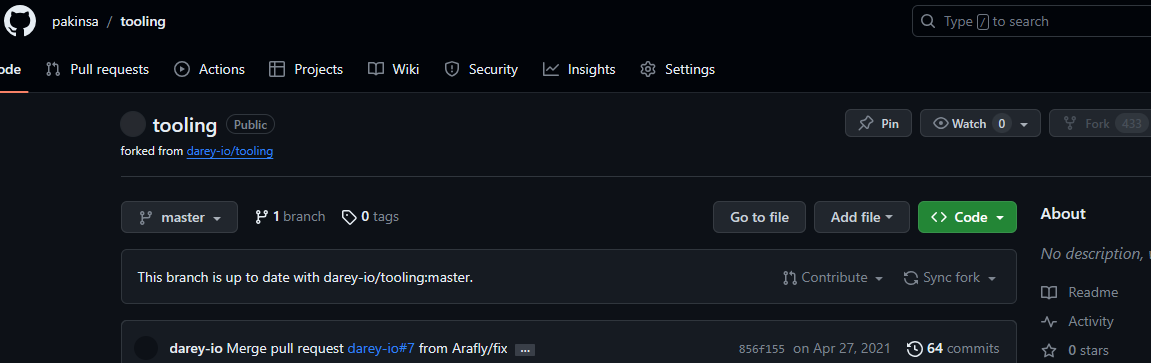 pakinsa / tooling
Type / to search
ode Pull requests Actions Projects Wiki Security Insights Settings
tooling Public
Pin Watch 0 Fork 433
forked from darey-io/tooling
master 1 branch 0 tags Go to file Add file <> Code
About
This branch is up to date with darey-io/tooling:master. Contribute Sync fork
No description,
Readme
Activity
0 stars
darey-io Merge pull request darey-io#7 from Arafly/fix ... 856f155 on Apr 27, 2021 64 commits